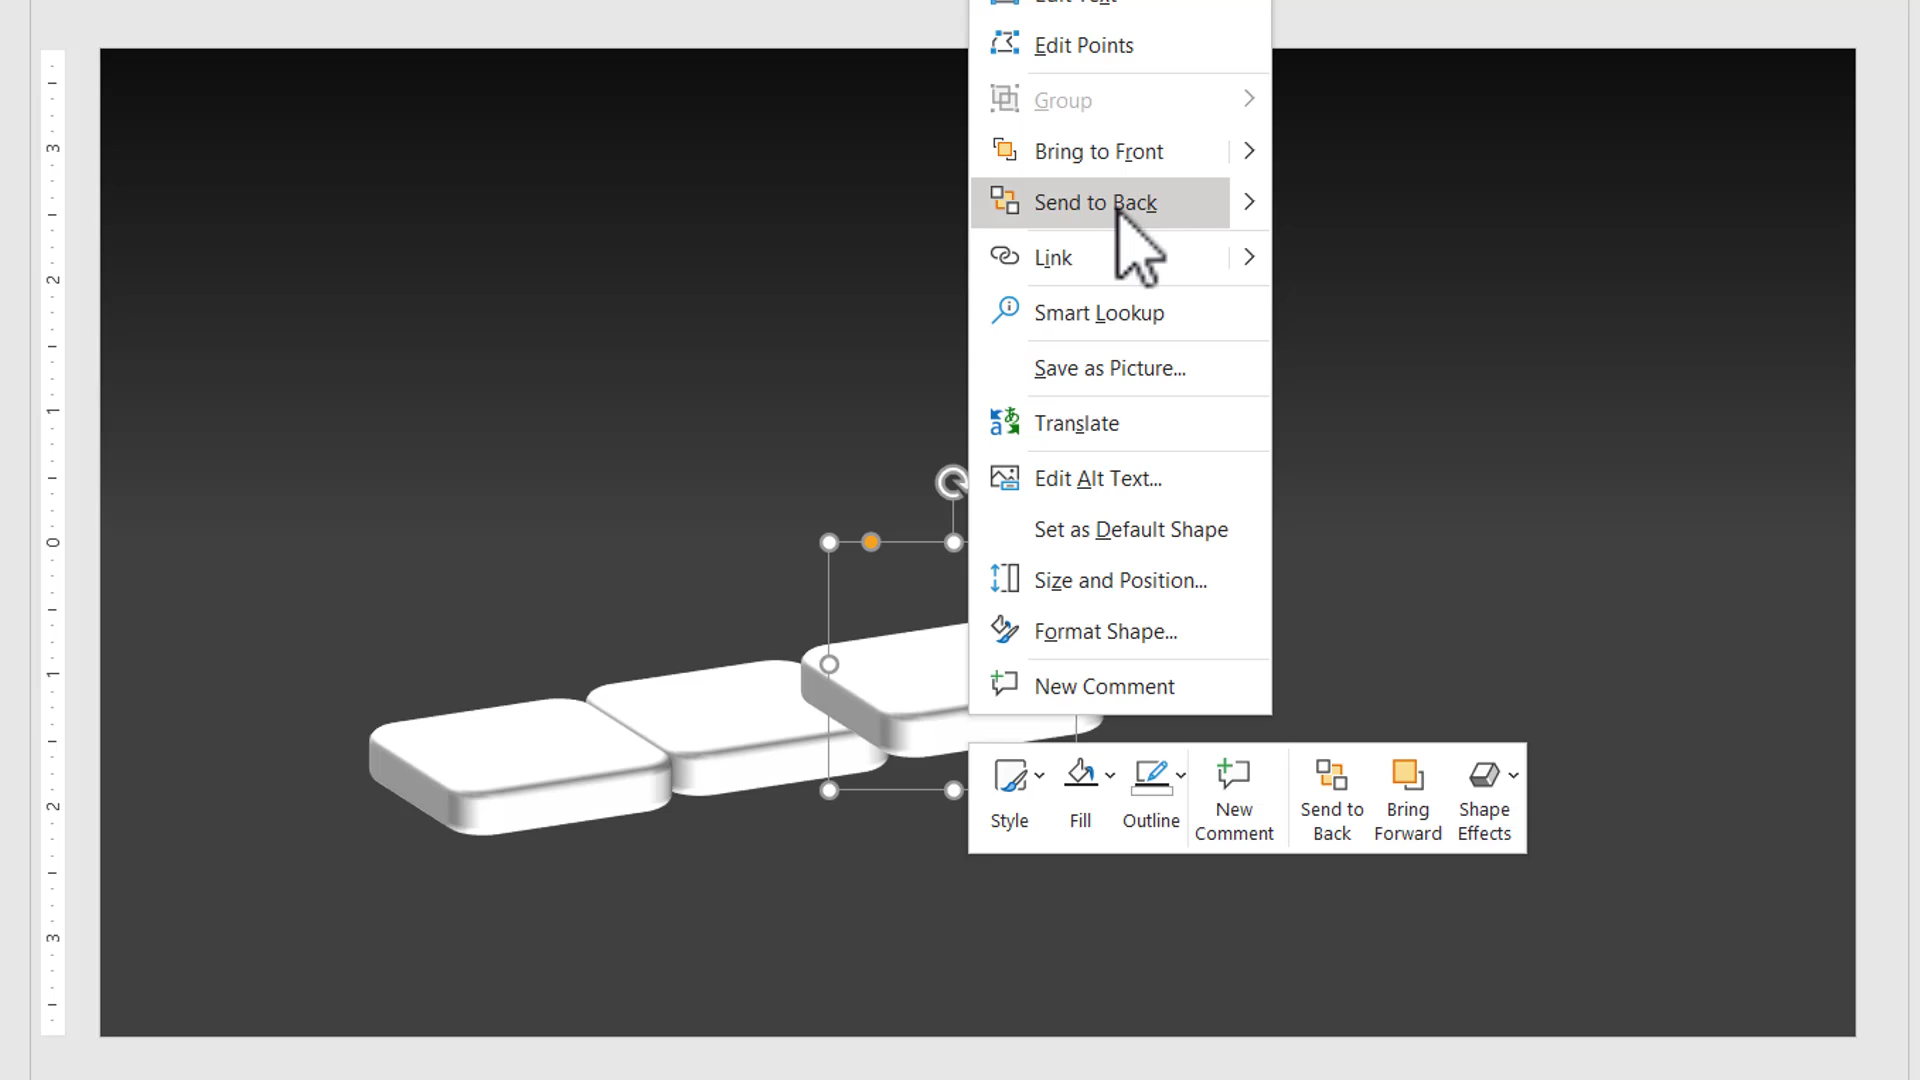 Edit Text
Edit Points
Group
Bring to Front
Send to Back
Link
Smart Lookup
Save as Picture...
Translate
Edit Alt Text...
Set as Default Shape
Size and Position...
Format Shape...
New Comment
Style
Fill
Outline
New
Comment
Send to
Back
Bring
Forward
Shape
Effects
3
2
1
0
1
2
3